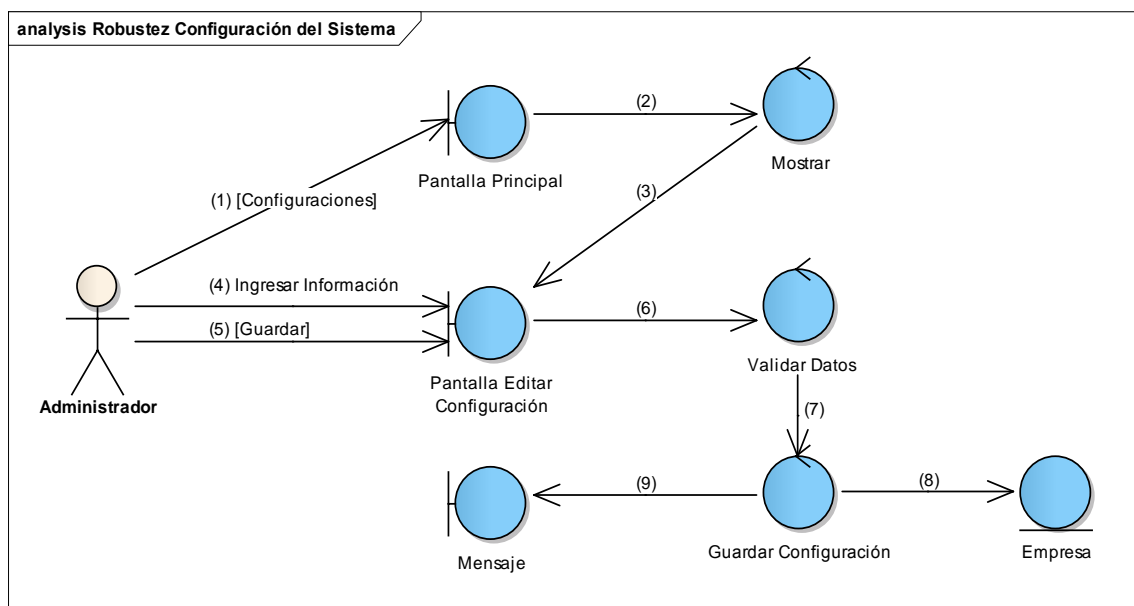 analysis Robustez Configuración del Sistema
(2)
Pantalla Principal
Mostrar
(1) [Configuraciones]
(3)
(4) Ingresar Información
(5) [Guardar]
(6)
Administrador
Pantalla Editar
Configuración
Validar Datos
(7)
(9)
(8)
Mensaje
Guardar Configuración
Empresa